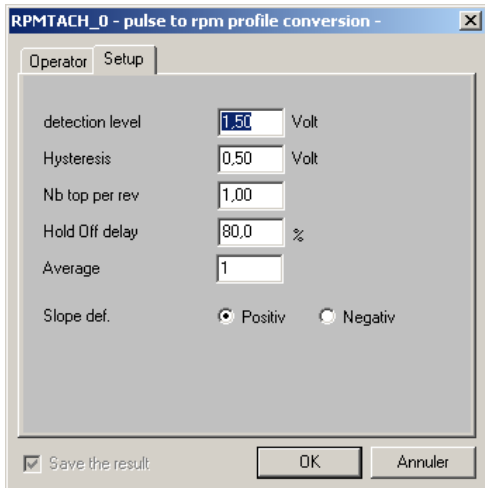 RPMTACH_0 - pulse to rpm profile conversion -
Operator Setup
detection level 1,50 Volt
Hysteresis 0,50 Volt
Nb top per rev 1,00
Hold Off delay 80,0 %
Average 1
Slope def. Positiv Negativ
Save the result OK Annuler